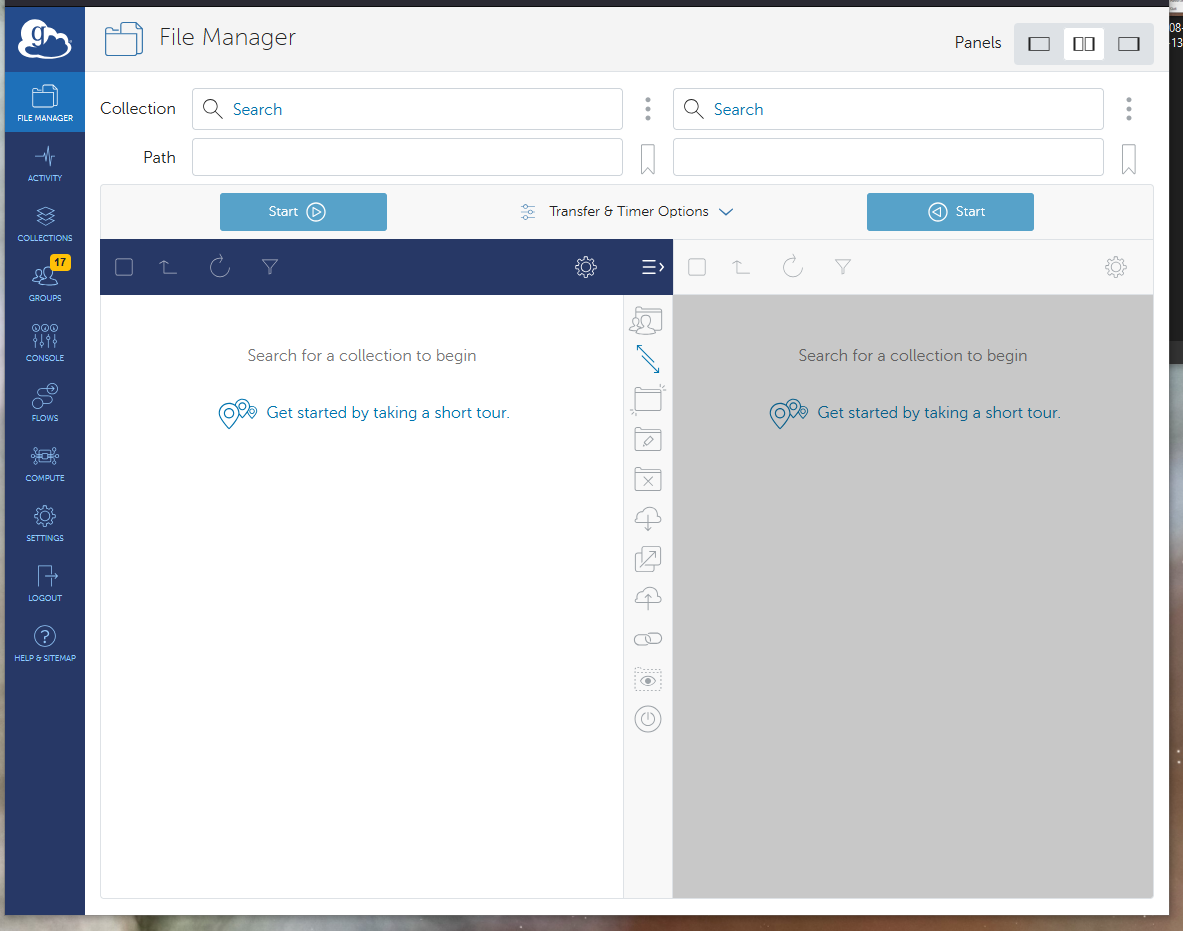 g
File Manager
Panels
08-
13
FILE MANAGER
Collection
Search
Search
Path
ACTIVITY
Start
Transfer & Timer Options
Start
COLLECTIONS
17
GROUPS
CONSOLE
Search for a collection to begin
Search for a collection to begin
FLOWS
Get started by taking a short tour.
Get started by taking a short tour.
COMPUTE
SETTINGS
LOGOUT
?
HELP & SITEMAP